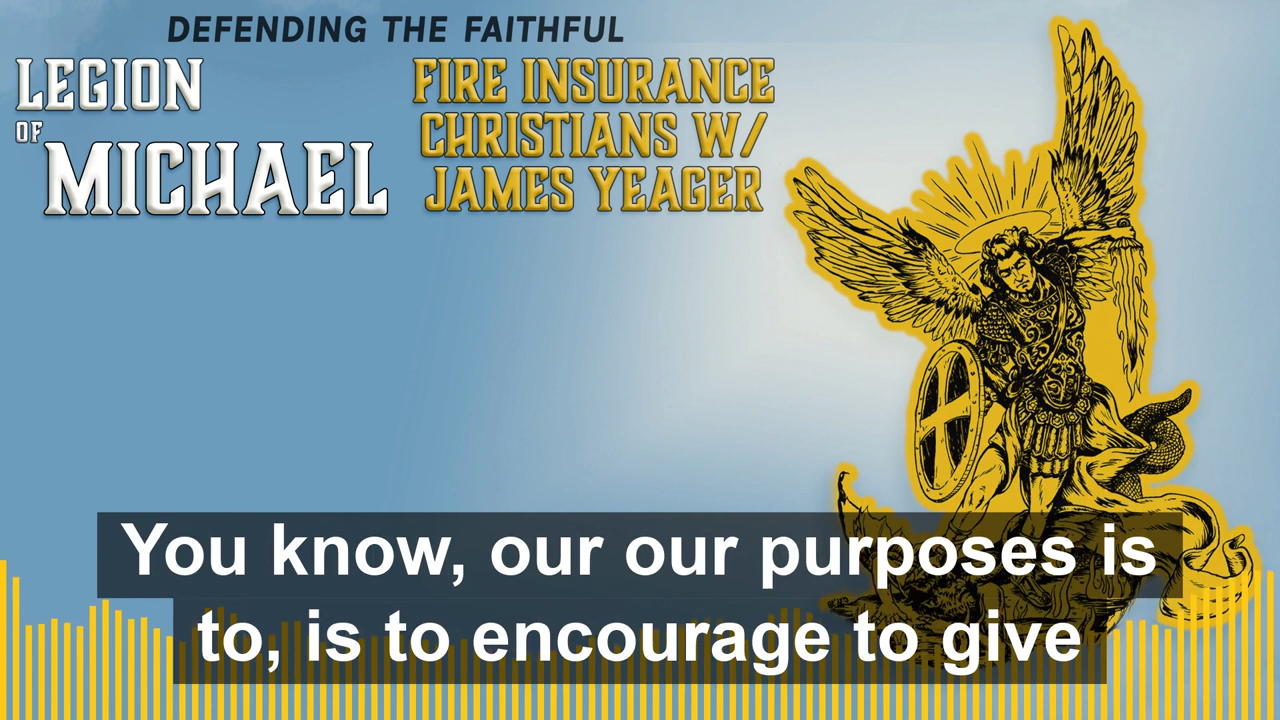 DEFENDING THE FAITHFUL
LEGION
OF
MICHAEL
FIRE INSURANCE
CHRISTIANS W/
JAMES YEAGER
You know, our our purposes is
to, is to encourage to give